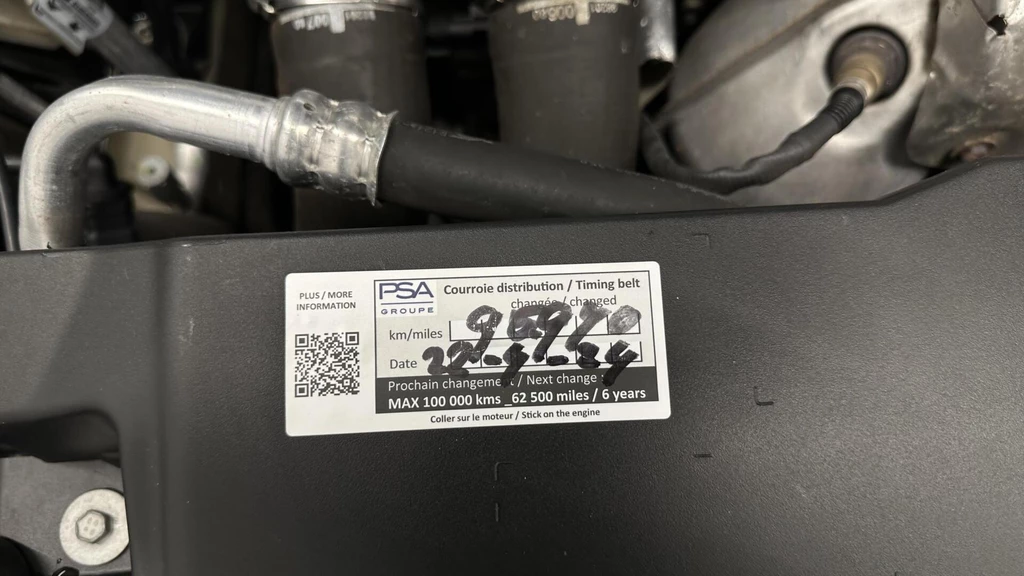 PLUS / MORE
INFORMATION
PSA
GROUPE
Courroie distribution / Timing belt
changée / changed
km/miles
Date
Prochain changement / Next change
MAX 100 000 kms _62 500 miles / 6 years
Coller sur le moteur / Stick on the engine